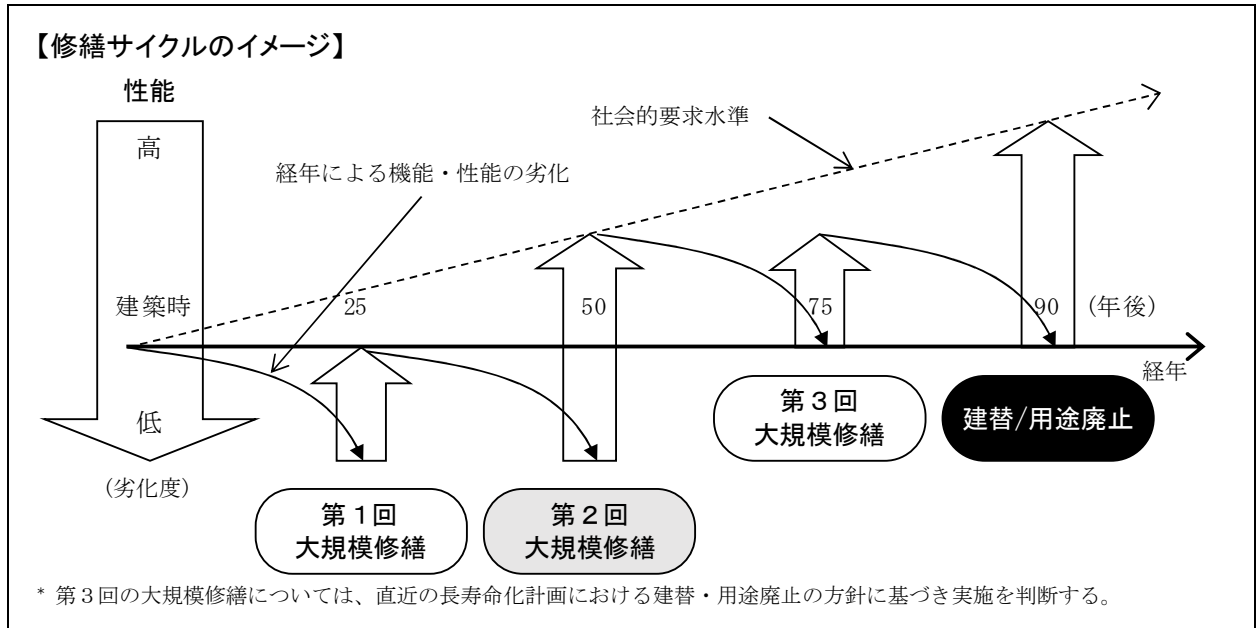 【修繕サイクルのイメージ】
性能
高
社会的要求水準
経年による機能・性能の劣化
建築時
25
50
75
90
(年後)
経年
低
(劣化度)
第3回
大規模修繕
建替/用途廃止
第1回
大規模修繕
第2回
大規模修繕
* 第3回の大規模修繕については、直近の長寿命化計画における建替・用途廃止の方針に基づき実施を判断する。